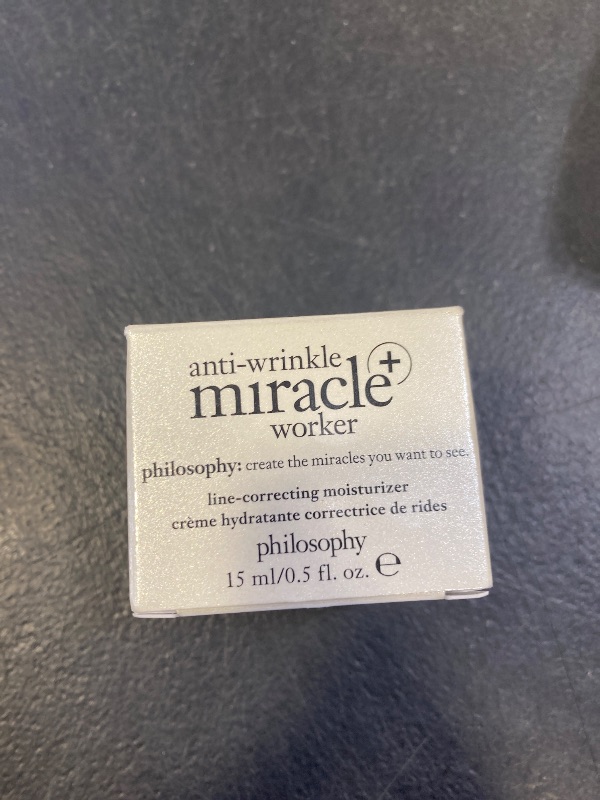 anti-wrinkle
miracle+
worker
philosophy: create the miracles you want to see.
line-correcting moisturizer
crème hydratante correctrice de rides
philosophy
15 ml/0.5 fl. oz. ℮